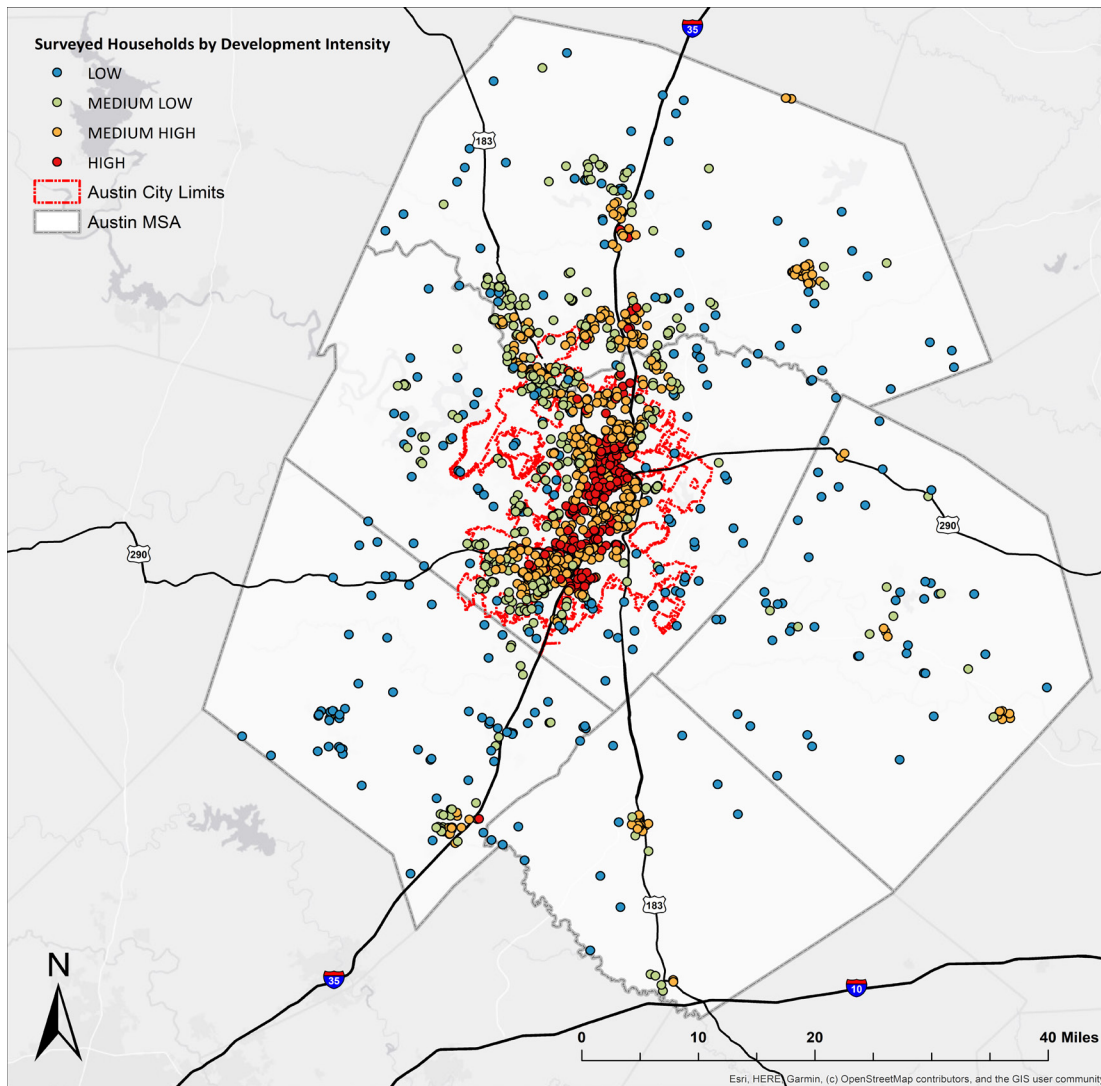 Surveyed Households by Development Intensity
LOW
MEDIUM LOW
MEDIUM HIGH
HIGH
Austin City Limits
Austin MSA
35
183
290
290
183
35
10
N
0 10 20 40 Miles
Esri, HERE, Garmin, (c) OpenStreetMap contributors, and the GIS user community